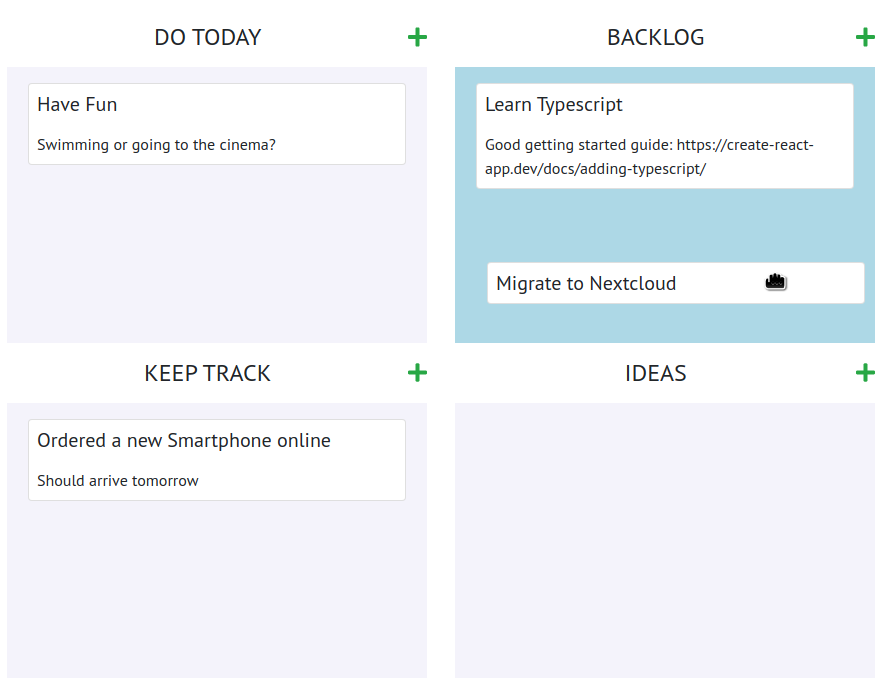 DO TODAY
Have Fun
Swimming or going to the cinema?
BACKLOG
Learn Typescript
Good getting started guide: https://create-react-
app.dev/docs/adding-typescript/
Migrate to Nextcloud
KEEP TRACK
Ordered a new Smartphone online
Should arrive tomorrow
IDEAS